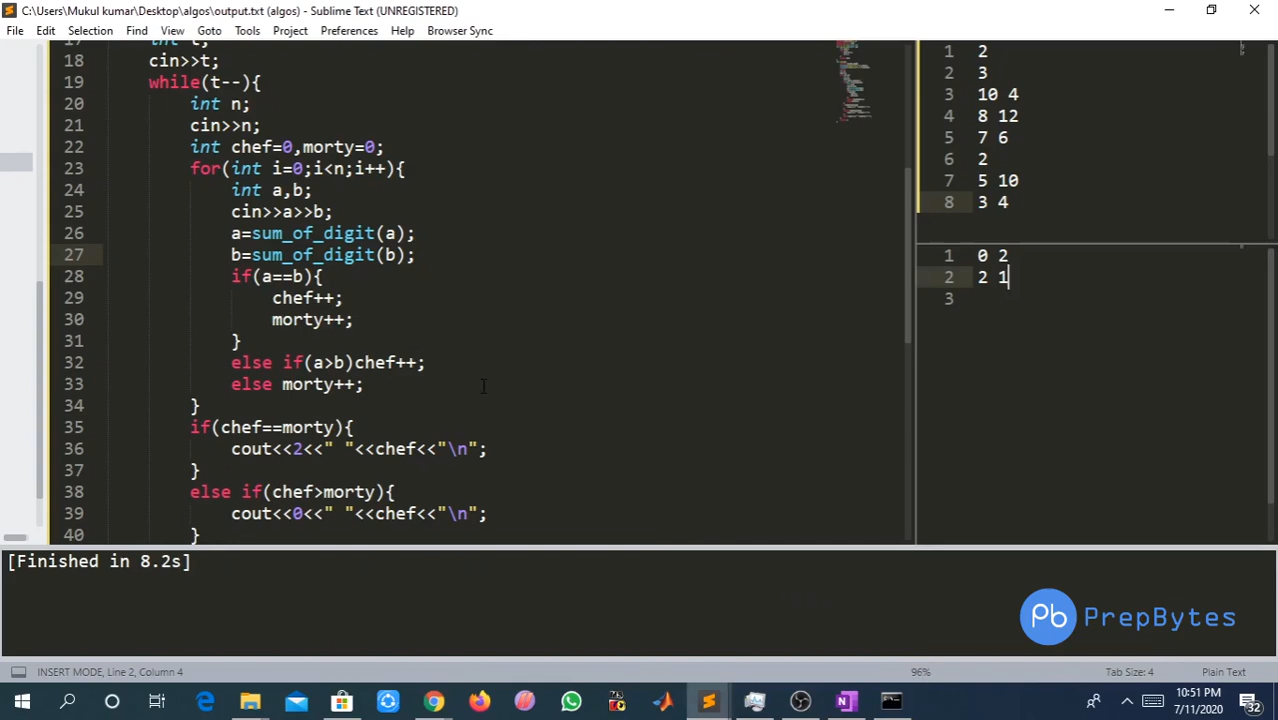 C:\Users\Mukul kumar\Desktop\algos\output.txt (algos) - Sublime Text (UNREGISTERED)
File Edit Selection Find View Goto Tools Project Preferences Help Browser Sync
17 int t;
18 cin>>t;
19 while(t--){
20 int n;
21 cin>>n;
22 int chef=0,morty=0;
23 for(int i=0;i<n;i++){
24 int a,b;
25 cin>>a>>b;
26 a=sum_of_digit(a);
27 b=sum_of_digit(b);
28 if(a==b){
29 chef++;
30 morty++;
31 }
32 else if(a>b)chef++;
33 else morty++;
34 }
35 if(chef==morty){
36 cout<<2<<" "<<chef<<"\n";
37 }
38 else if(chef>morty){
39 cout<<0<<" "<<chef<<"\n";
40 }
1 2
2 3
3 10 4
4 8 12
5 7 6
6 2
7 5 10
8 3 4
1 0 2
2 2 1
3
[Finished in 8.2s]
Pb PrepBytes
INSERT MODE, Line 2, Column 4 96% Tab Size: 4 Plain Text
10:51 PM
7/11/2020
32